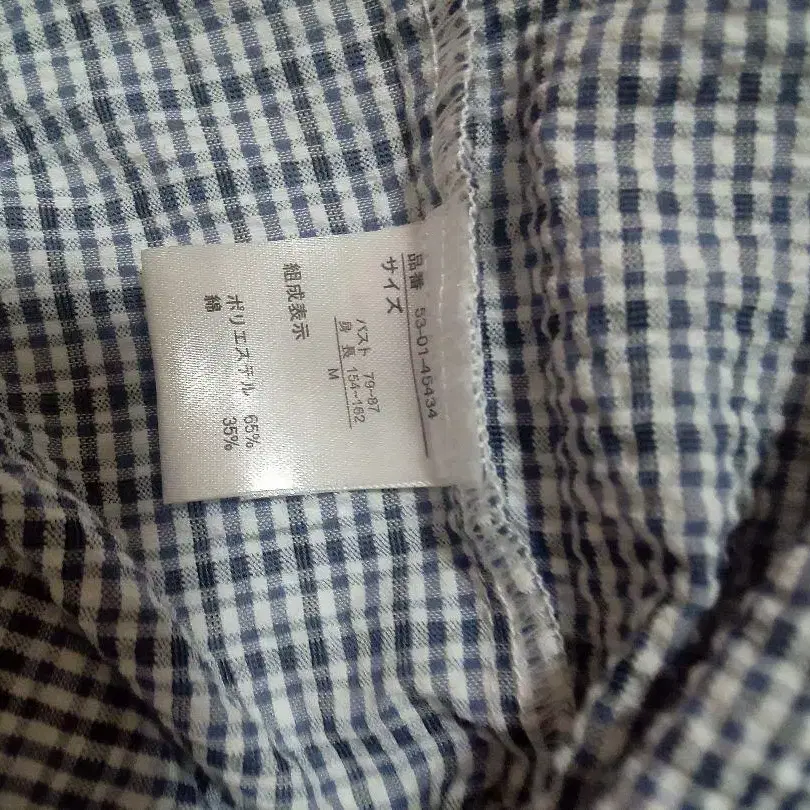 品番 53-01-45434
サイズ
バスト 79-87
身長 154-162
M
組成表示
ポリエステル 65%
綿 35%